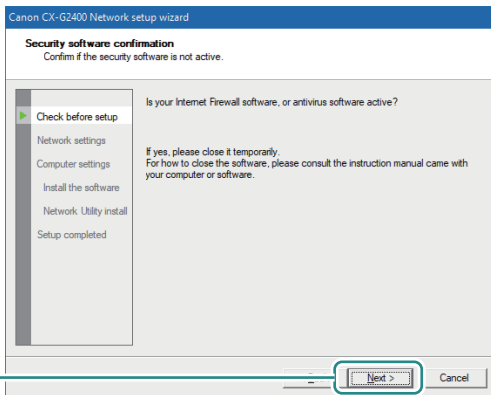 Canon CX-G2400 Network setup wizard
Security software confirmation
Confirm if the security software is not active.
Check before setup
Network settings
Computer settings
Install the software
Network Utility install
Setup completed
Is your Internet Firewall software, or antivirus software active?
If yes, please close it temporarily.
For how to close the software, please consult the instruction manual came with
your computer or software.
Next >
Cancel